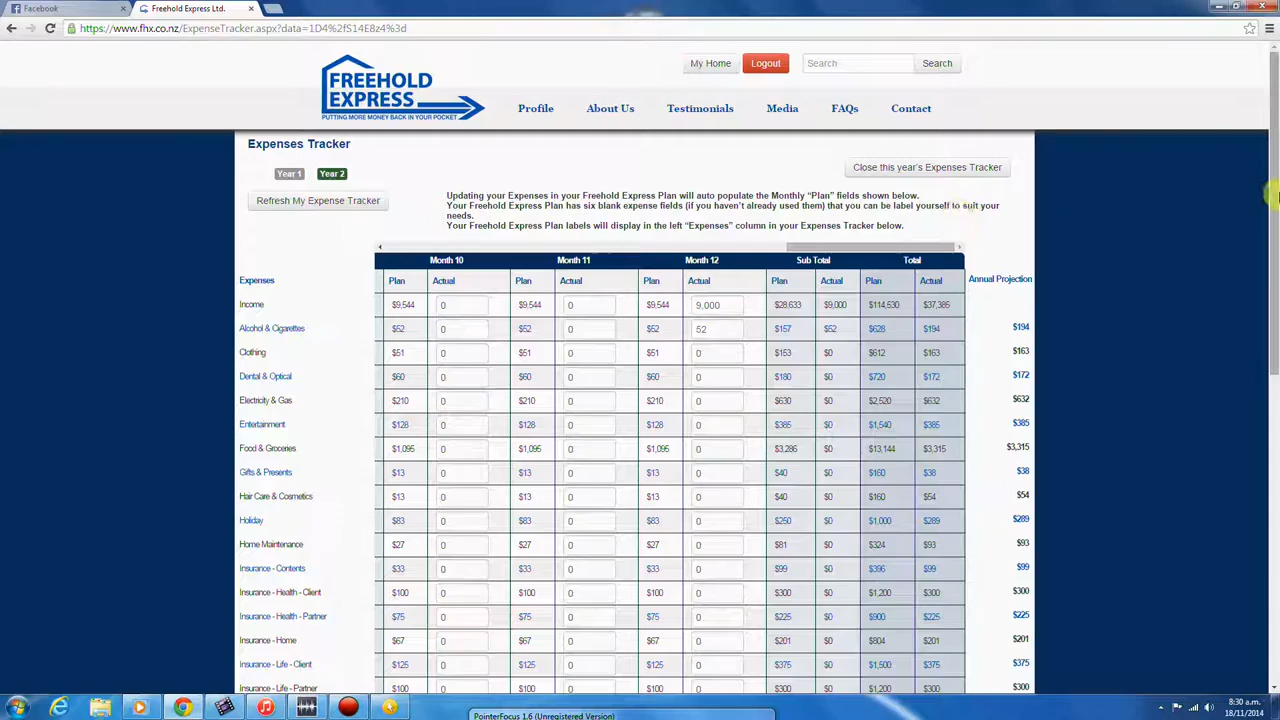 Facebook
Freehold Express Ltd.
https://www.fhx.co.nz/ExpenseTracker.aspx?data=1D4%2fS14E8z4%3d
My Home
Logout
Search
Search
FREEHOLD
EXPRESS
PUTTING MORE MONEY BACK IN YOUR POCKET
Profile About Us Testimonials Media FAQs Contact
Expenses Tracker
Year 1 Year 2
Close this year's Expenses Tracker
Refresh My Expense Tracker
Updating your Expenses in your Freehold Express Plan will auto populate the Monthly “Plan” fields shown below.
Your Freehold Express Plan has six blank expense fields (if you haven’t already used them) that you can be label yourself to suit your
needs.
Your Freehold Express Plan labels will display in the left “Expenses” column in your Expenses Tracker below.
Month 10 Month 11 Month 12 Sub Total Total
Expenses Plan Actual Plan Actual Plan Actual Plan Actual Plan Actual Annual Projection
Income $9,544 0 $9,544 0 $9,544 9,000 $28,633 $9,000 $114,530 $37,385
Alcohol & Cigarettes $52 0 $52 0 $52 52 $157 $52 $628 $194 $194
Clothing $51 0 $51 0 $51 0 $153 $0 $612 $163 $163
Dental & Optical $60 0 $60 0 $60 0 $180 $0 $720 $172 $172
Electricity & Gas $210 0 $210 0 $210 0 $630 $0 $2,520 $632 $632
Entertainment $128 0 $128 0 $128 0 $385 $0 $1,540 $385 $385
Food & Groceries $1,095 0 $1,095 0 $1,095 0 $3,286 $0 $13,144 $3,315 $3,315
Gifts & Presents $13 0 $13 0 $13 0 $40 $0 $160 $38 $38
Hair Care & Cosmetics $13 0 $13 0 $13 0 $40 $0 $160 $54 $54
Holiday $83 0 $83 0 $83 0 $250 $0 $1,000 $289 $289
Home Maintenance $27 0 $27 0 $27 0 $81 $0 $324 $93 $93
Insurance - Contents $33 0 $33 0 $33 0 $99 $0 $396 $99 $99
Insurance - Health - Client $100 0 $100 0 $100 0 $300 $0 $1,200 $300 $300
Insurance - Health - Partner $75 0 $75 0 $75 0 $225 $0 $900 $225 $225
Insurance - Home $67 0 $67 0 $67 0 $201 $0 $804 $201 $201
Insurance - Life - Client $125 0 $125 0 $125 0 $375 $0 $1,500 $375 $375
Insurance - Life - Partner $100 0 $100 0 $100 0 $300 $0 $1,200 $300 $300
PointerFocus 1.6 (Unregistered Version)
8:30 a.m.
18/11/2014